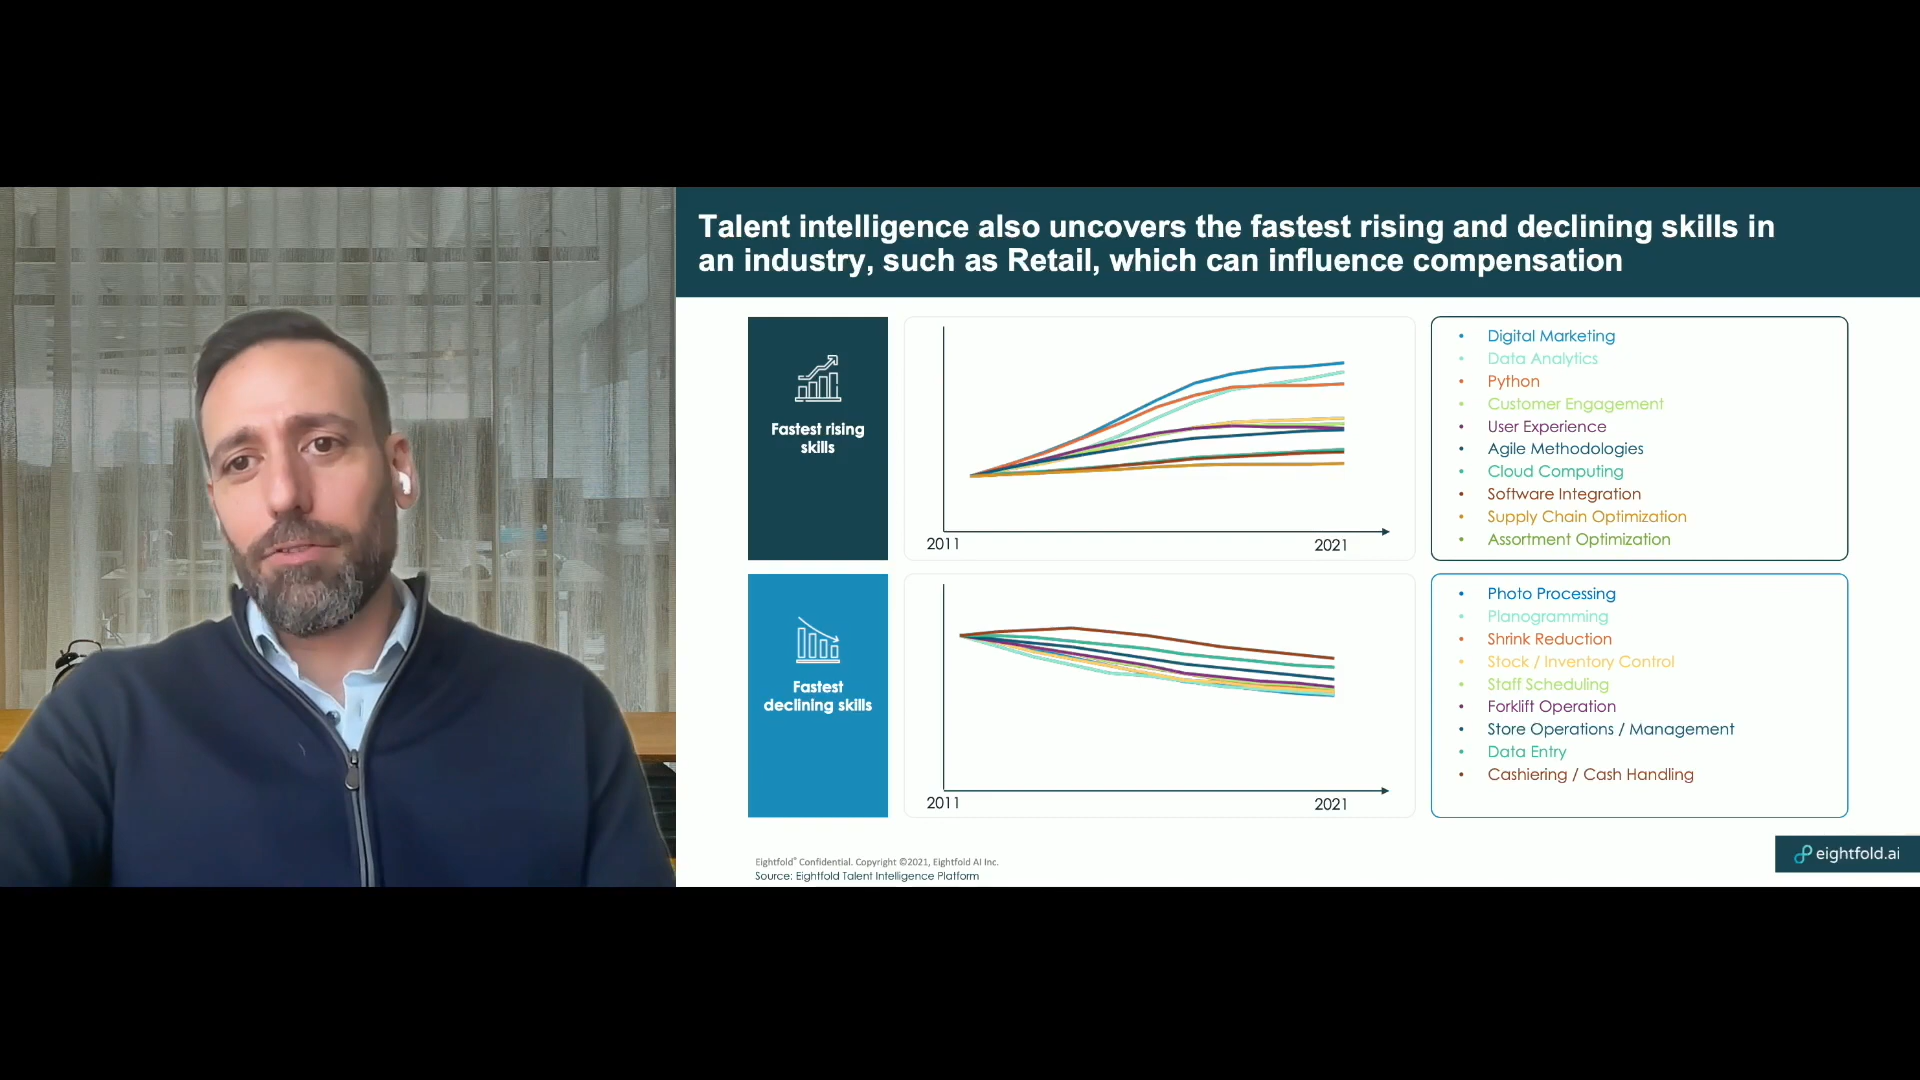 Talent intelligence also uncovers the fastest rising and declining skills in
an industry, such as Retail, which can influence compensation
Fastest rising
skills
2011
2021
• Digital Marketing
• Data Analytics
• Python
• Customer Engagement
• User Experience
• Agile Methodologies
• Cloud Computing
• Software Integration
• Supply Chain Optimization
• Assortment Optimization
Fastest
declining skills
2011
2021
• Photo Processing
• Planogramming
• Shrink Reduction
• Stock / Inventory Control
• Staff Scheduling
• Forklift Operation
• Store Operations / Management
• Data Entry
• Cashiering / Cash Handling
Eightfold® Confidential. Copyright ©2021, Eightfold AI Inc.
Source: Eightfold Talent Intelligence Platform
eightfold.ai